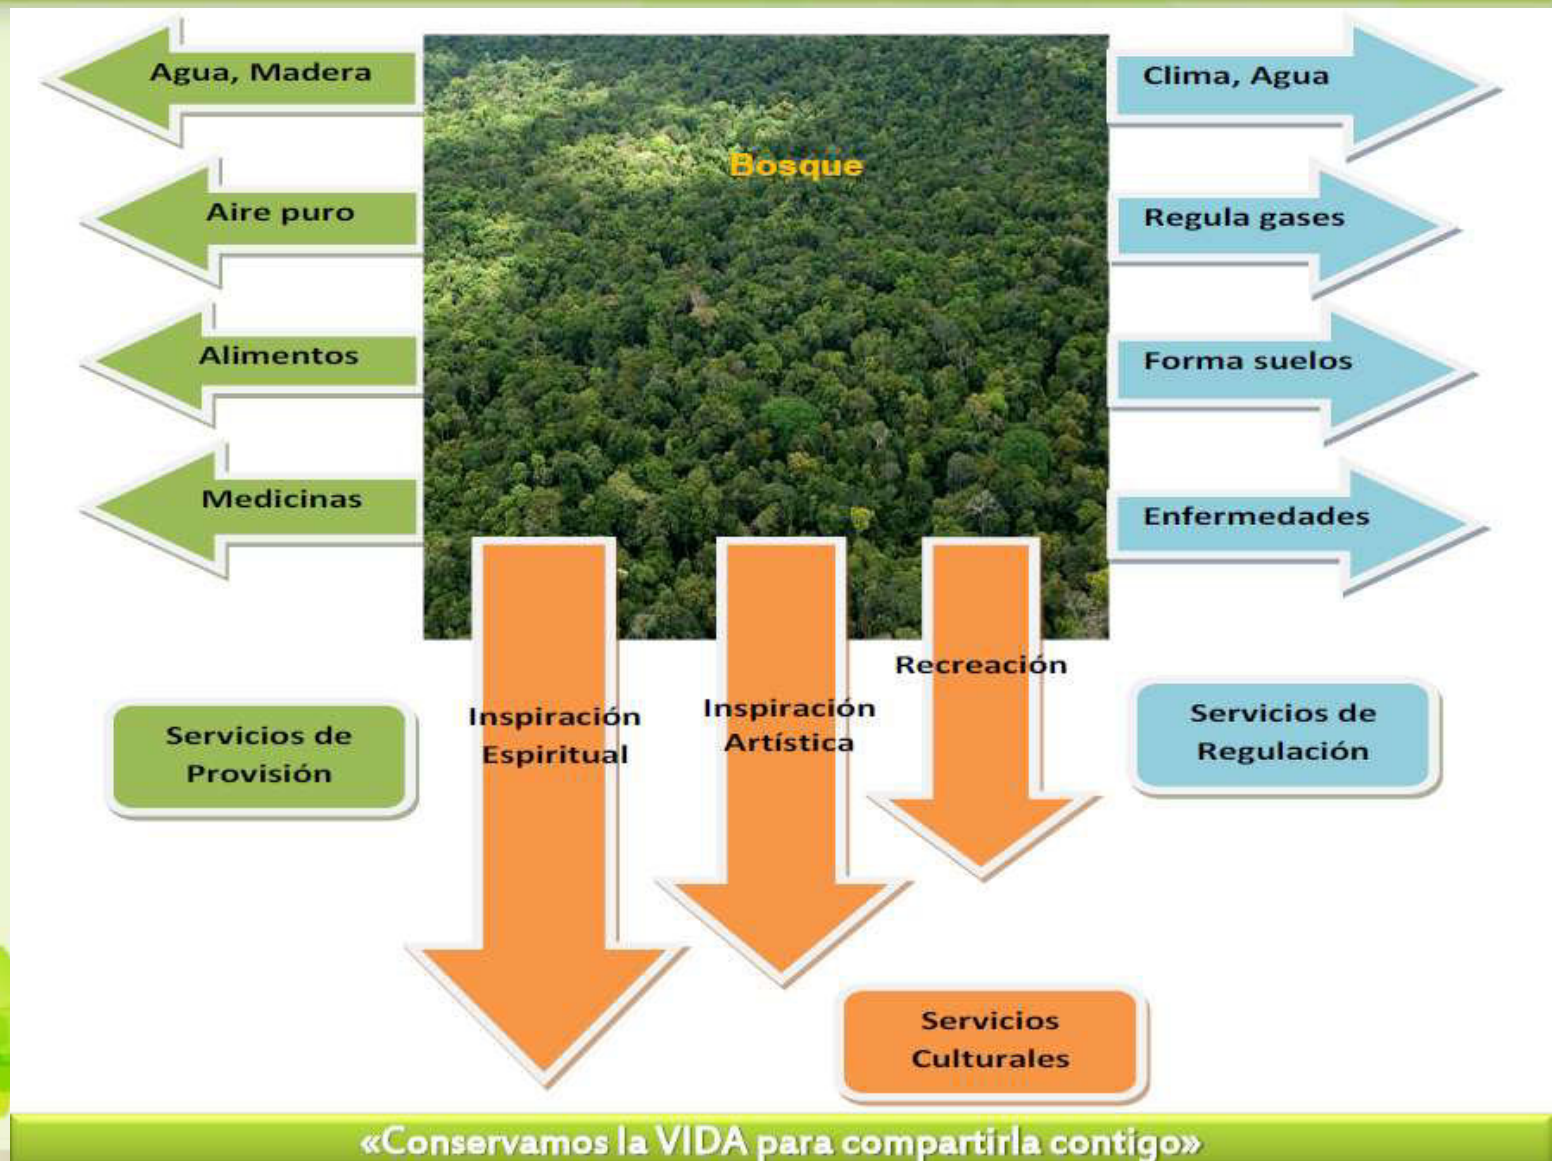 Agua, Madera
Aire puro
Alimentos
Medicinas
Bosque
Clima, Agua
Regula gases
Forma suelos
Enfermedades
Inspiración
Espiritual
Inspiración
Artística
Recreación
Servicios de
Provisión
Servicios de
Regulación
Servicios
Culturales
«Conservamos la VIDA para compartirla contigo»